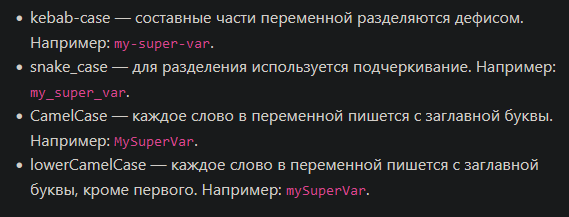 • kebab-case — составные части переменной разделяются дефисом.
Например: my-super-var.
• snake_case — для разделения используется подчеркивание. Например:
my_super_var.
• CamelCase — каждое слово в переменной пишется с заглавной буквы.
Например: MySuperVar.
• lowerCamelCase — каждое слово в переменной пишется с заглавной
буквы, кроме первого. Например: mySuperVar.